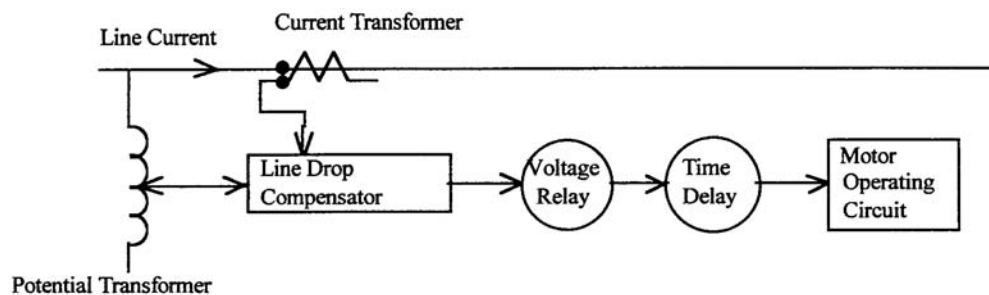 Current Transformer
Line Current
Line Drop
Compensator
Voltage
Relay
Time
Delay
Motor
Operating
Circuit
Potential Transformer